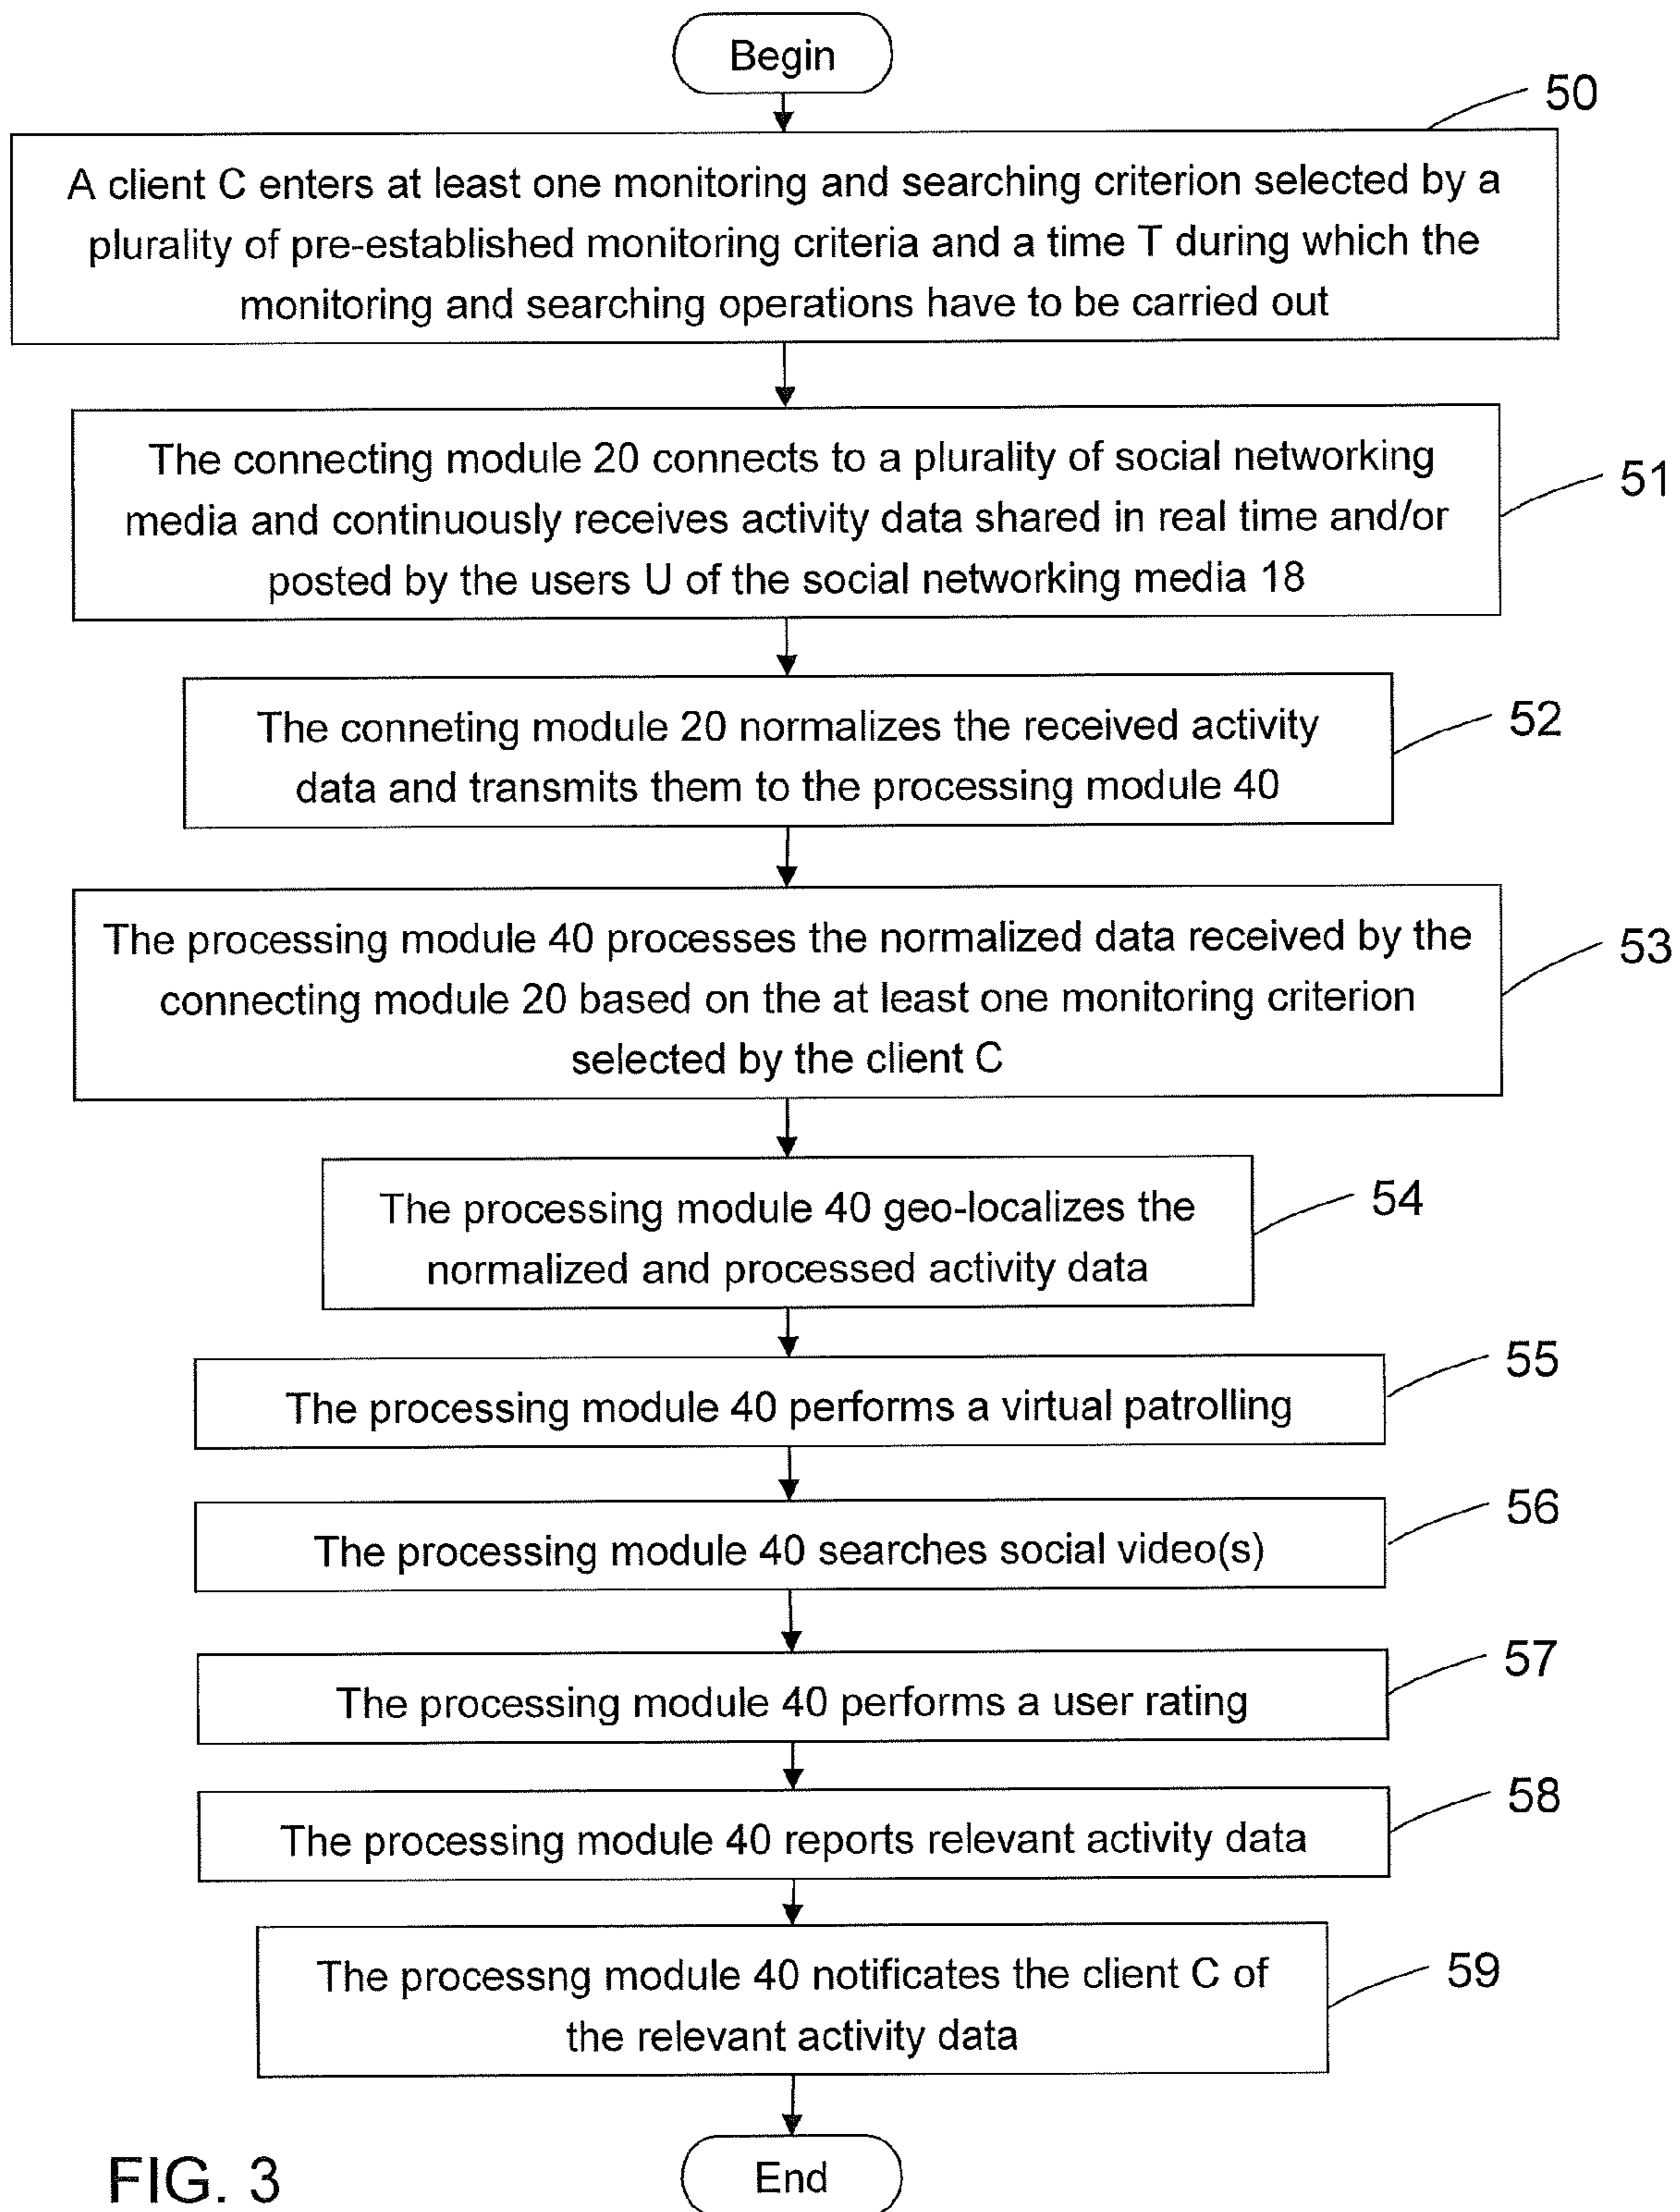 Begin
50
A client C enters at least one monitoring and searching criterion selected by a
plurality of pre-established monitoring criteria and a time T during which the
monitoring and searching operations have to be carried out
The connecting module 20 connects to a plurality of social networking
media and continuously receives activity data shared in real time and/or
posted by the users U of the social networking media 18
51
The conneting module 20 normalizes the received activity
data and transmits them to the processing module 40
52
The processing module 40 processes the normalized data received by the
connecting module 20 based on the at least one monitoring criterion
selected by the client C
53
The processing module 40 geo-localizes the
normalized and processed activity data
54
The processing module 40 performs a virtual patrolling
55
The processing module 40 searches social video(s)
56
The processing module 40 performs a user rating
57
The processing module 40 reports relevant activity data
58
The processng module 40 notificates the client C of
the relevant activity data
59
End
FIG. 3